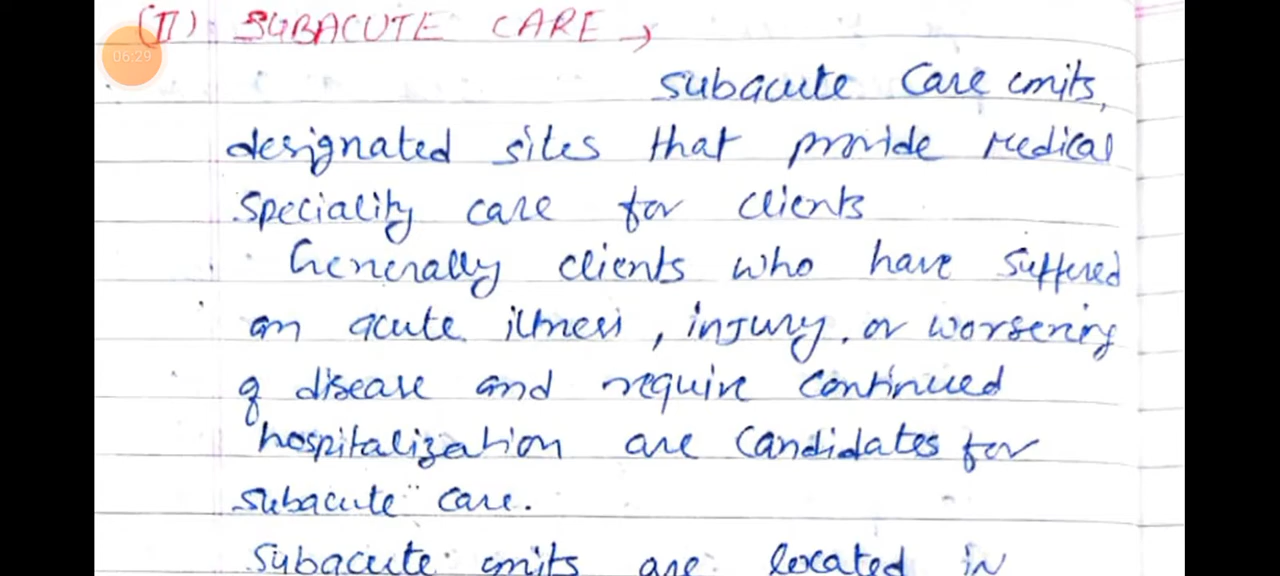 (II) SUBACUTE CARE →
06:29
subacute care units,
designated sites that provide Medical
speciality care for clients
Generally clients who have suffered
an acute illness, injury, or worsening
of disease and require continued
hospitalization are candidates for
subacute care.
subacute units are located in